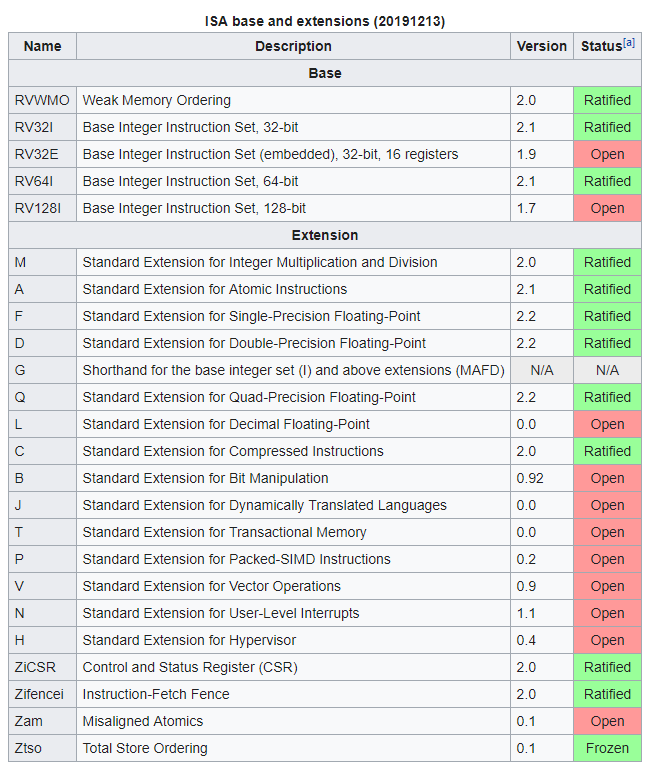 ISA base and extensions (20191213)
Name Description Version Status[a]
Base
RVWMO Weak Memory Ordering 2.0 Ratified
RV32I Base Integer Instruction Set, 32-bit 2.1 Ratified
RV32E Base Integer Instruction Set (embedded), 32-bit, 16 registers 1.9 Open
RV64I Base Integer Instruction Set, 64-bit 2.1 Ratified
RV128I Base Integer Instruction Set, 128-bit 1.7 Open
Extension
M Standard Extension for Integer Multiplication and Division 2.0 Ratified
A Standard Extension for Atomic Instructions 2.1 Ratified
F Standard Extension for Single-Precision Floating-Point 2.2 Ratified
D Standard Extension for Double-Precision Floating-Point 2.2 Ratified
G Shorthand for the base integer set (I) and above extensions (MAFD) N/A N/A
Q Standard Extension for Quad-Precision Floating-Point 2.2 Ratified
L Standard Extension for Decimal Floating-Point 0.0 Open
C Standard Extension for Compressed Instructions 2.0 Ratified
B Standard Extension for Bit Manipulation 0.92 Open
J Standard Extension for Dynamically Translated Languages 0.0 Open
T Standard Extension for Transactional Memory 0.0 Open
P Standard Extension for Packed-SIMD Instructions 0.2 Open
V Standard Extension for Vector Operations 0.9 Open
N Standard Extension for User-Level Interrupts 1.1 Open
H Standard Extension for Hypervisor 0.4 Open
ZiCSR Control and Status Register (CSR) 2.0 Ratified
Zifencei Instruction-Fetch Fence 2.0 Ratified
Zam Misaligned Atomics 0.1 Open
Ztso Total Store Ordering 0.1 Frozen